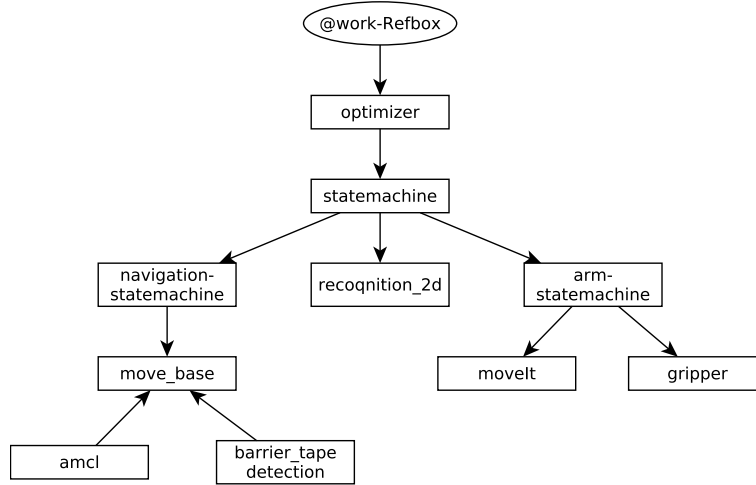 @work-Refbox
optimizer
statemachine
navigation-
statemachine
recoqnition_2d
arm-
statemachine
move_base
moveIt
gripper
amcl
barrier_tape
detection